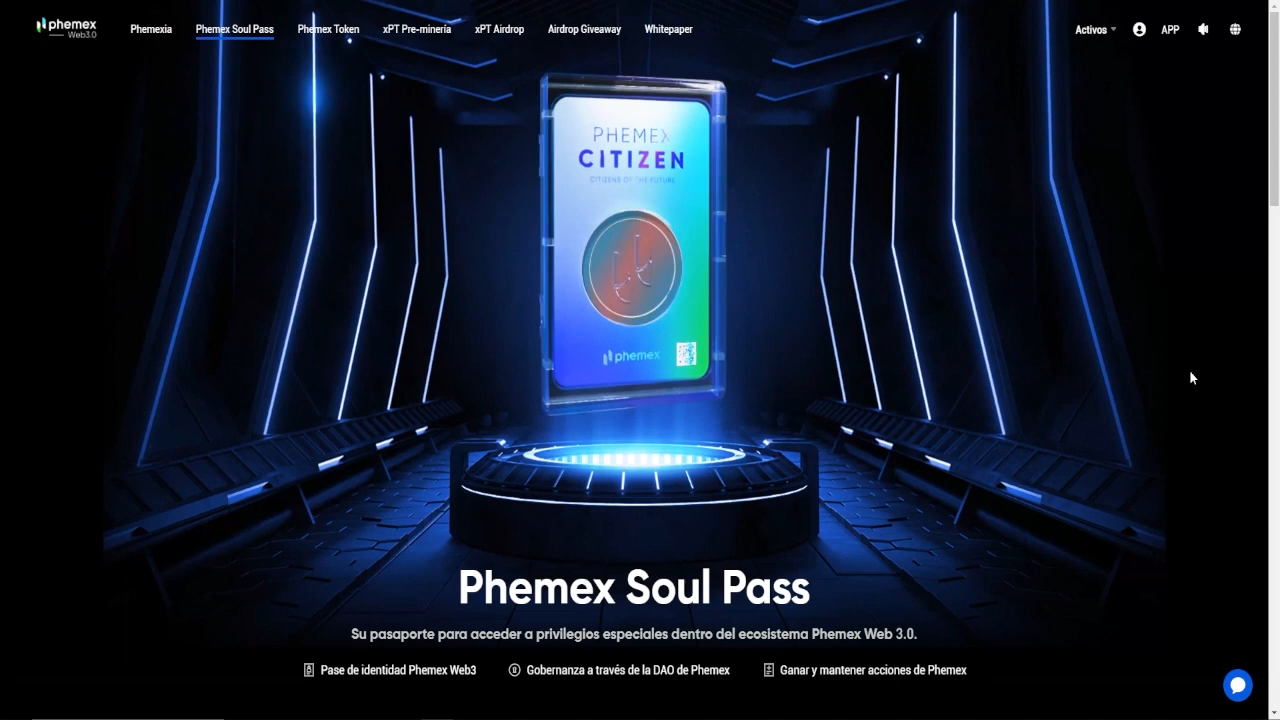 phemex
Web3.0
Phemexia
Phemex Soul Pass
Phemex Token
xPT Pre-minería
xPT Airdrop
Airdrop Giveaway
Whitepaper
Activos
APP
PHEMEX
CITIZEN
CITIZENS OF THE FUTURE
phemex
Phemex Soul Pass
Su pasaporte para acceder a privilegios especiales dentro del ecosistema Phemex Web 3.0.
Pase de identidad Phemex Web3
Gobernanza a través de la DAO de Phemex
Ganar y mantener acciones de Phemex